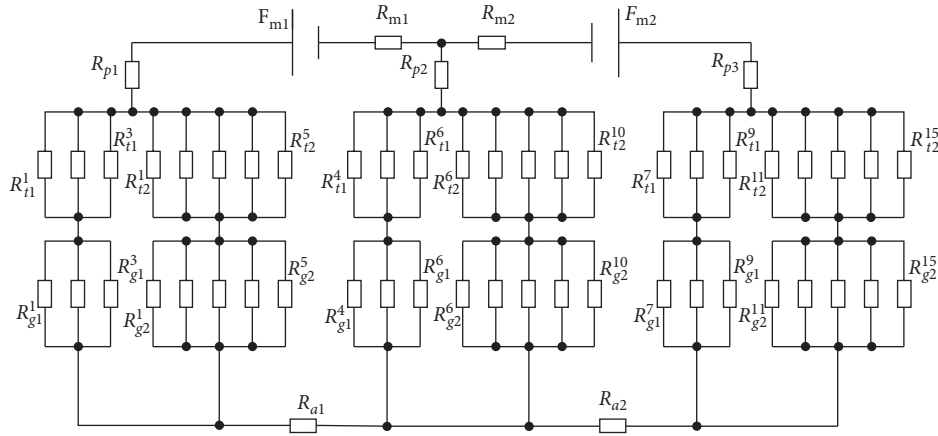 F_m1 R_m1 R_m2 F_m2
R_p1 R_p2 R_p3
R_t1^3 R_t2^5 R_t1^6 R_t2^10 R_t1^9 R_t2^15
R_t1^1 R_t2^1 R_t1^4 R_t2^6 R_t1^7 R_t2^11
R_g1^3 R_g2^5 R_g1^6 R_g2^10 R_g1^9 R_g2^15
R_g1^1 R_g2^1 R_g1^4 R_g2^6 R_g1^7 R_g2^11
R_a1 R_a2